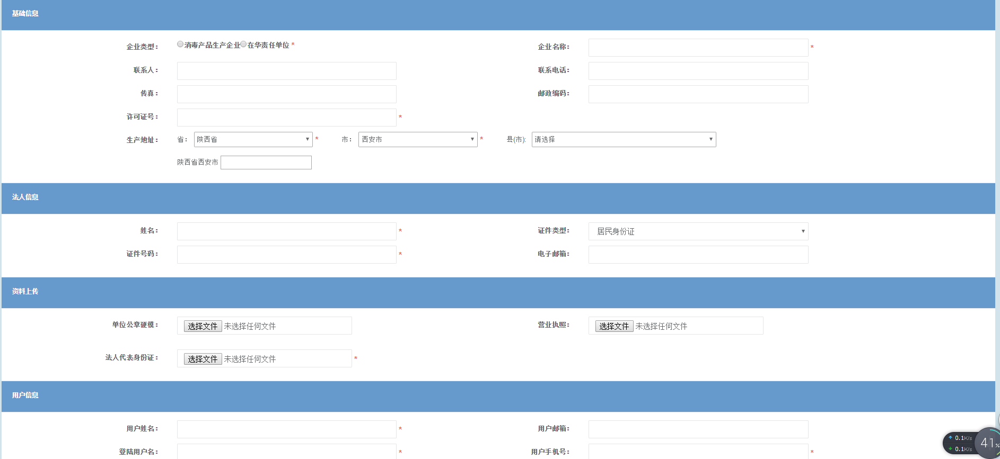 基础信息
企业类型： 消毒产品生产企业 在华责任单位 * 企业名称： *
联系人： 联系电话：
传真： 邮政编码：
许可证号： *
生产地址： 省： 陕西省 * 市： 西安市 * 县(市): 请选择
陕西省西安市
法人信息
姓名： * 证件类型： 居民身份证
证件号码： * 电子邮箱：
资料上传
单位公章硬模： 选择文件 未选择任何文件 营业执照： 选择文件 未选择任何文件
法人代表身份证： 选择文件 未选择任何文件 *
用户信息
用户姓名： * 用户邮箱：
登陆用户名： * 用户手机号： *
0.1K/s
0.1K/s
41%